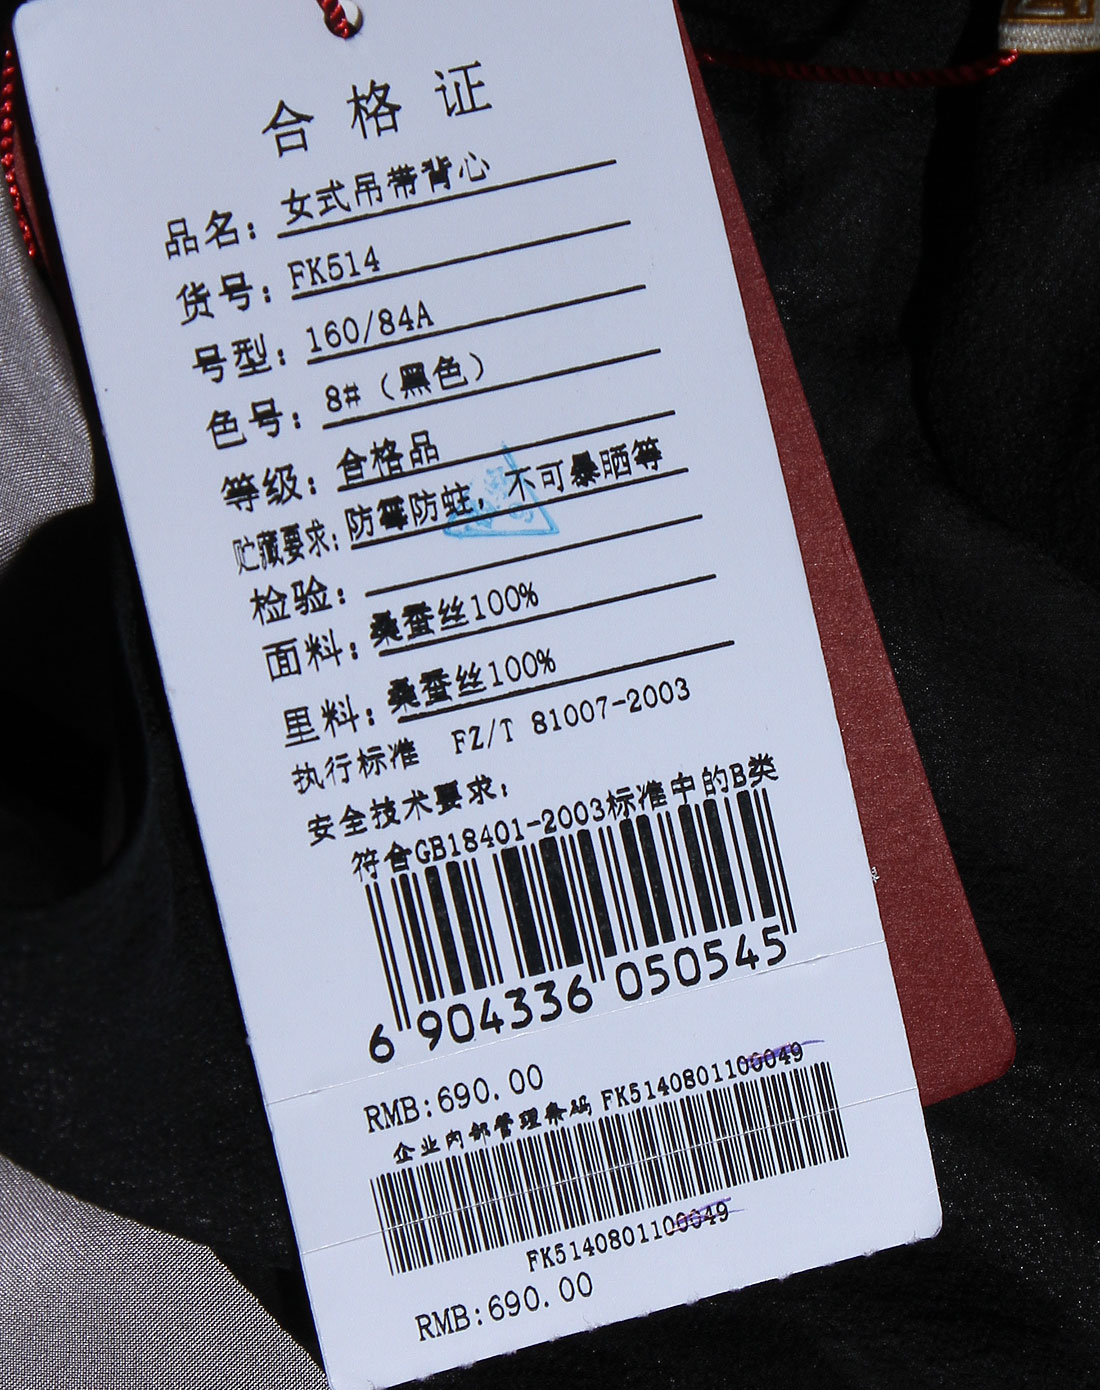 合格证
品名：女式吊带背心
货号：FK514
号型：160/84A
色号：8#（黑色）
等级：合格品
贮藏要求：防霉防蛀，不可暴晒等
检验：
面料：桑蚕丝100%
里料：桑蚕丝100%
执行标准 FZ/T 81007-2003
安全技术要求：
符合GB18401-2003标准中的B类
6 904336 050545
RMB:690.00
企业内部管理条码 FK5140801100049
FK5140801100049
RMB:690.00